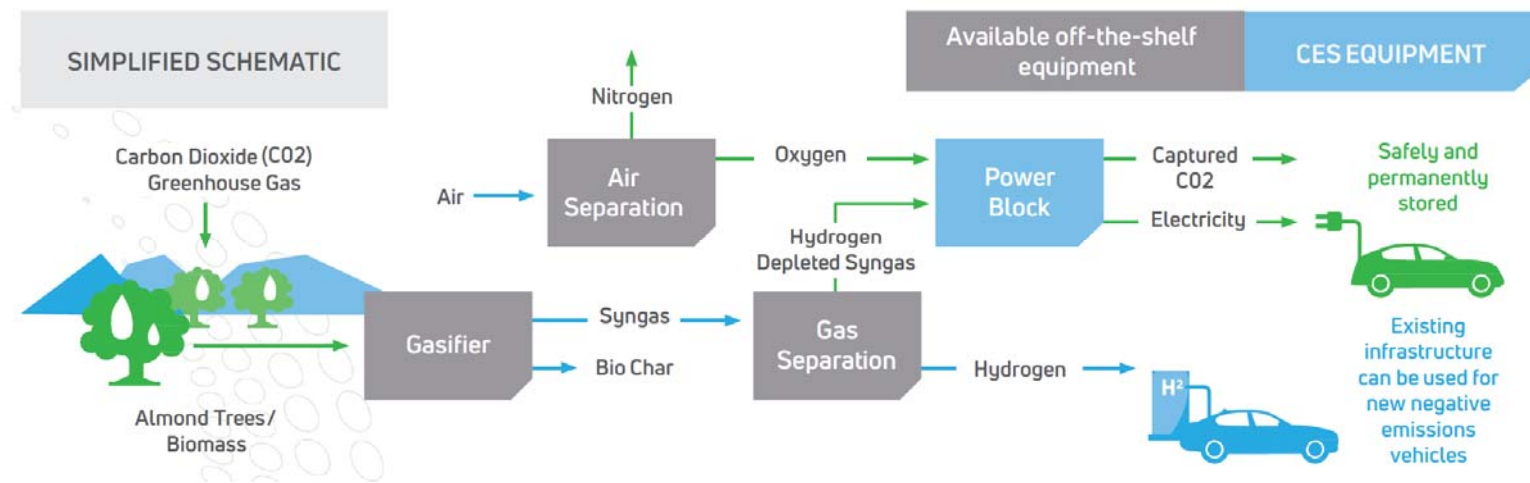 SIMPLIFIED SCHEMATIC
Available off-the-shelf
equipment
CES EQUIPMENT
Nitrogen
Carbon Dioxide (CO2)
Greenhouse Gas
Air
Air
Separation
Oxygen
Power
Block
Captured
CO2
Electricity
Safely and
permanently
stored
Hydrogen
Depleted Syngas
Gasifier
Syngas
Bio Char
Gas
Separation
Hydrogen
H²
Existing
infrastructure
can be used for
new negative
emissions
vehicles
Almond Trees/
Biomass